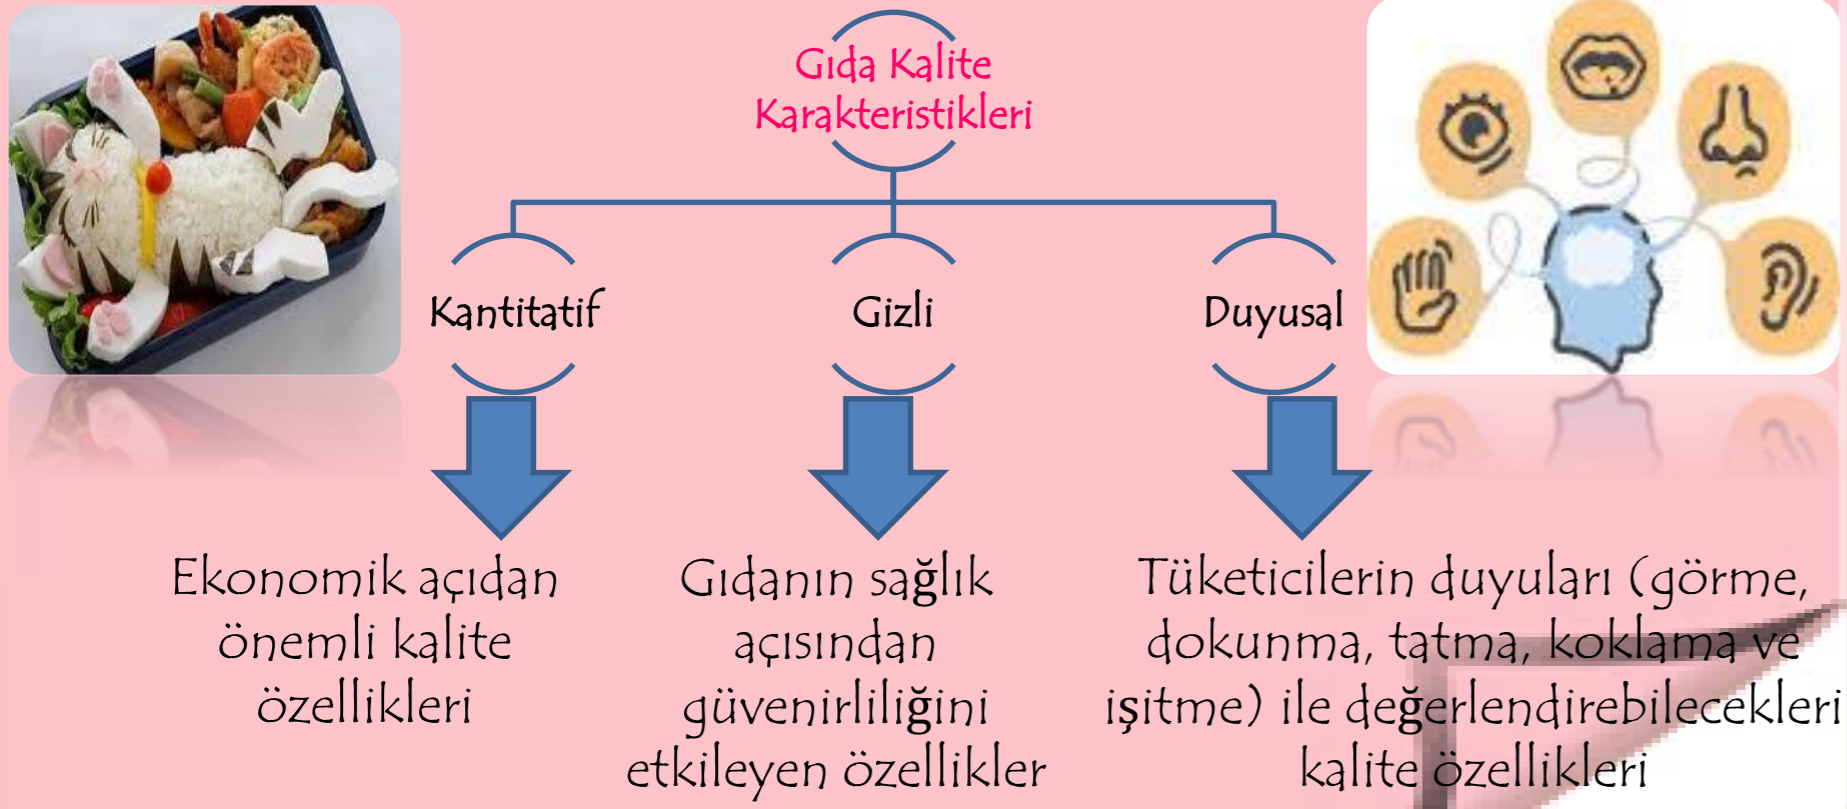 Gıda Kalite
Karakteristikleri
Kantitatif
Gizli
Duyusal
Ekonomik açıdan
önemli kalite
özellikleri
Gıdanın sağlık
açısından
güvenirliliğini
etkileyen özellikler
Tüketicilerin duyuları (görme,
dokunma, tatma, koklama ve
işitme) ile değerlendirebilecekleri
kalite özellikleri